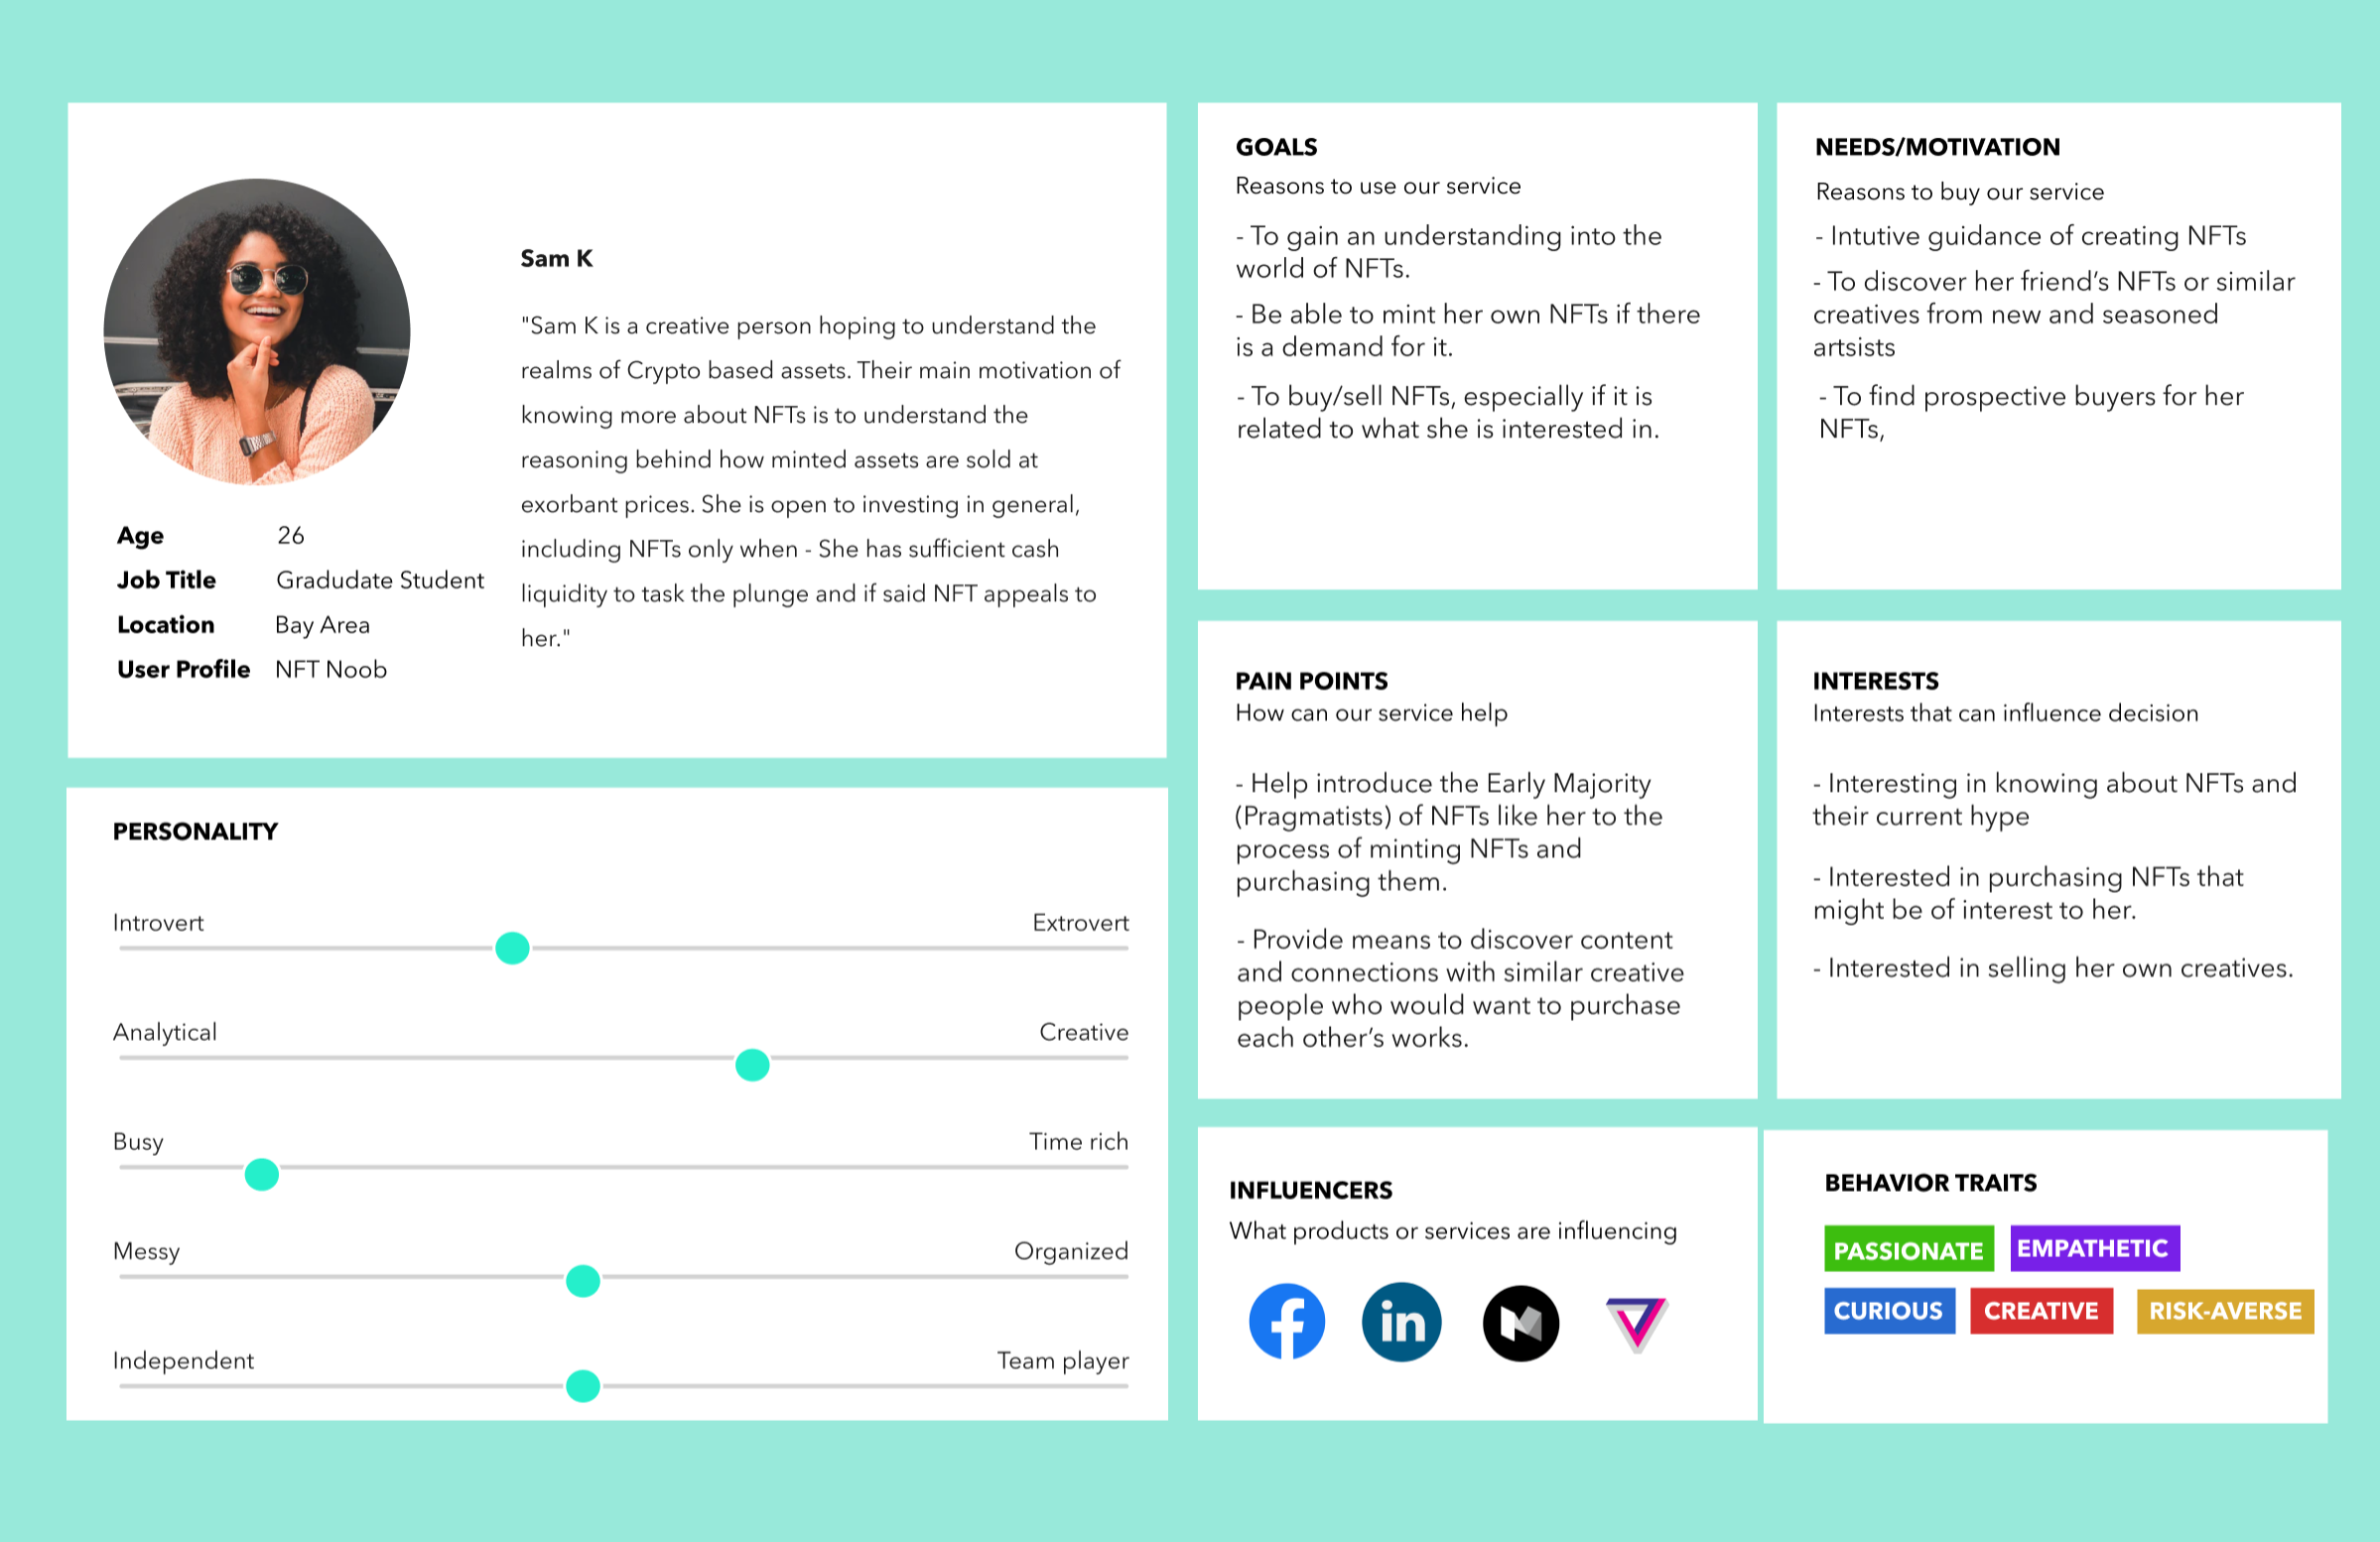 Sam K
"Sam K is a creative person hoping to understand the
realms of Crypto based assets. Their main motivation of
knowing more about NFTs is to understand the
reasoning behind how minted assets are sold at
exorbant prices. She is open to investing in general,
including NFTs only when - She has sufficient cash
liquidity to task the plunge and if said NFT appeals to
her."
Age 26
Job Title Gradudate Student
Location Bay Area
User Profile NFT Noob
PERSONALITY
Introvert Extrovert
Analytical Creative
Busy Time rich
Messy Organized
Independent Team player
GOALS
Reasons to use our service
- To gain an understanding into the
world of NFTs.
- Be able to mint her own NFTs if there
is a demand for it.
- To buy/sell NFTs, especially if it is
related to what she is interested in.
NEEDS/MOTIVATION
Reasons to buy our service
- Intutive guidance of creating NFTs
- To discover her friend’s NFTs or similar
creatives from new and seasoned
artsists
- To find prospective buyers for her
NFTs,
PAIN POINTS
How can our service help
- Help introduce the Early Majority
(Pragmatists) of NFTs like her to the
process of minting NFTs and
purchasing them.
- Provide means to discover content
and connections with similar creative
people who would want to purchase
each other’s works.
INTERESTS
Interests that can influence decision
- Interesting in knowing about NFTs and
their current hype
- Interested in purchasing NFTs that
might be of interest to her.
- Interested in selling her own creatives.
INFLUENCERS
What products or services are influencing
f in M
BEHAVIOR TRAITS
PASSIONATE EMPATHETIC
CURIOUS CREATIVE RISK-AVERSE